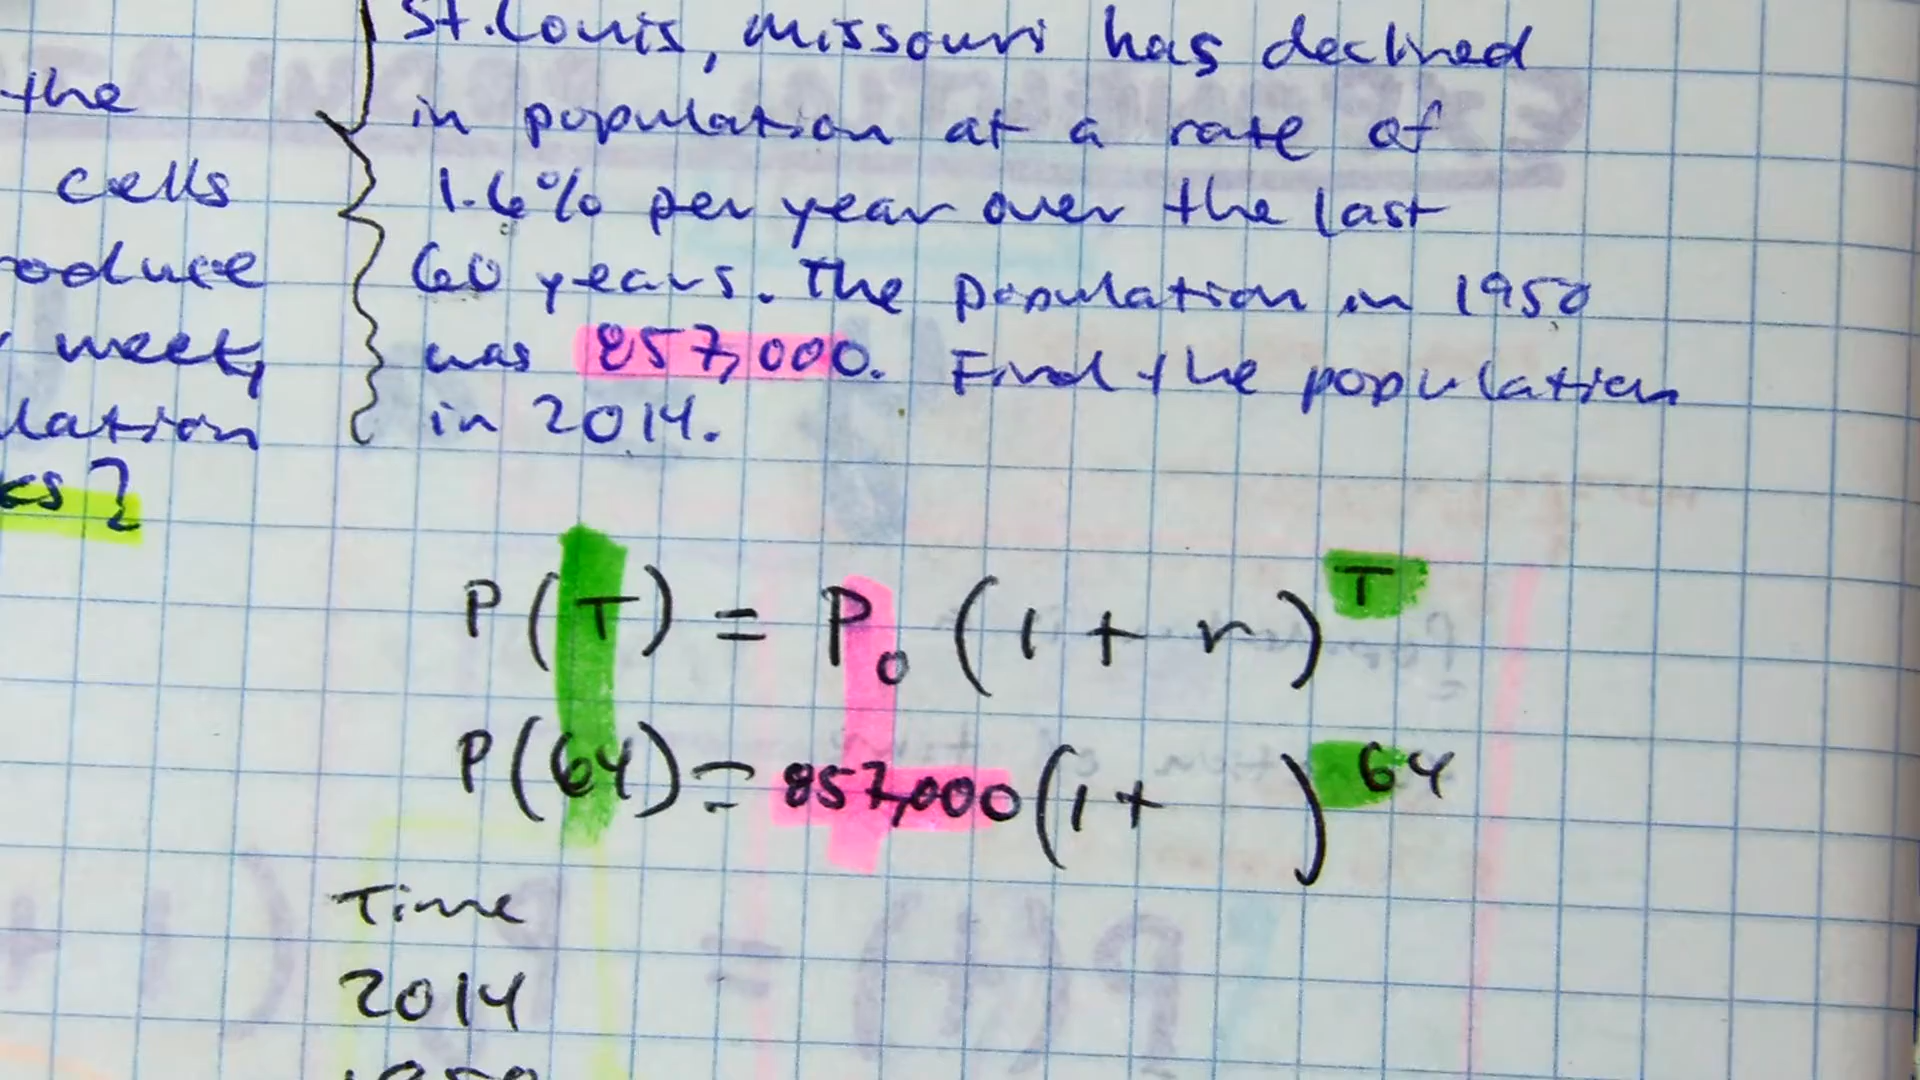 the
cells
oduce
meet,
lation
ks?
St. Louis, Missouri has declined
in population at a rate of
1.6% per year over the last
60 years. The population in 1950
was 857,000. Find the population
in 2014.
P(T) = P₀ (1 + r)ᵀ
P(64) = 857,000 (1 + )⁶⁴
Time
2014
1950